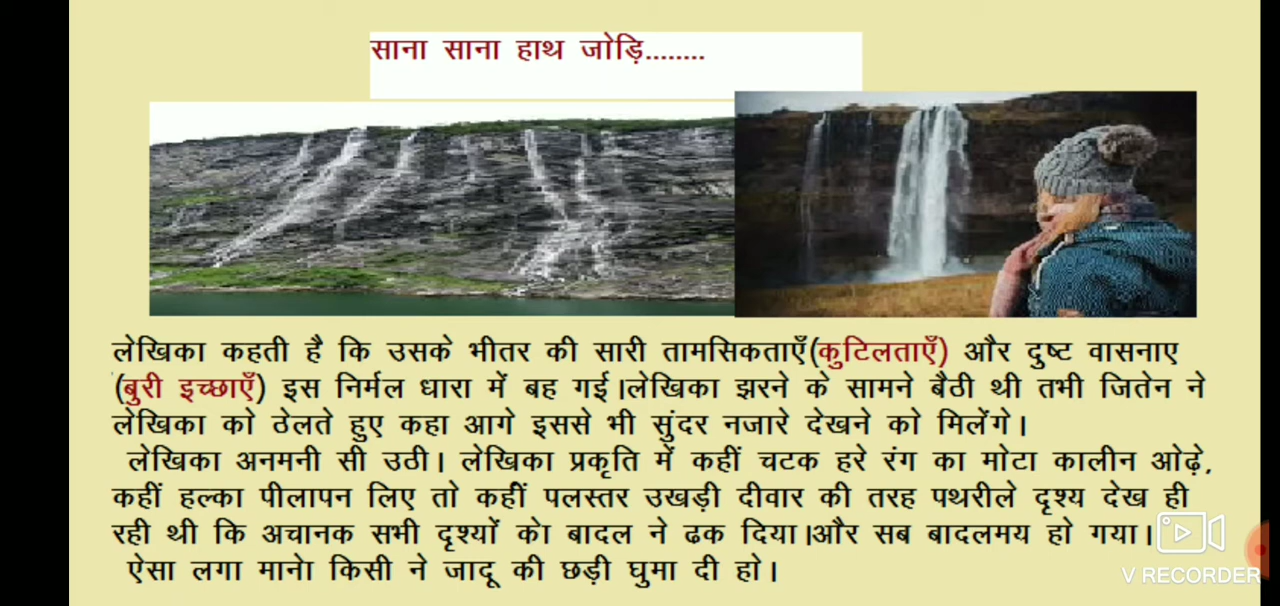 साना साना हाथ जोड़ि........
लेखिका कहती है कि उसके भीतर की सारी तामसिकताएँ(कुटिलताएँ) और दुष्ट वासनाए
(बुरी इच्छाएँ) इस निर्मल धारा में बह गई।लेखिका झरने के सामने बैठी थी तभी जितेन ने
लेखिका को ठेलते हुए कहा आगे इससे भी सुंदर नजारे देखने को मिलेंगे।
लेखिका अनमनी सी उठी। लेखिका प्रकृति में कहीं चटक हरे रंग का मोटा कालीन ओढ़े,
कहीं हल्का पीलापन लिए तो कहीं पलस्तर उखड़ी दीवार की तरह पथरीले दृश्य देख ही
रही थी कि अचानक सभी दृश्यों को बादल ने ढक दिया।और सब बादलमय हो गया।
ऐसा लगा मानो किसी ने जादू की छड़ी घुमा दी हो।
V RECORDER